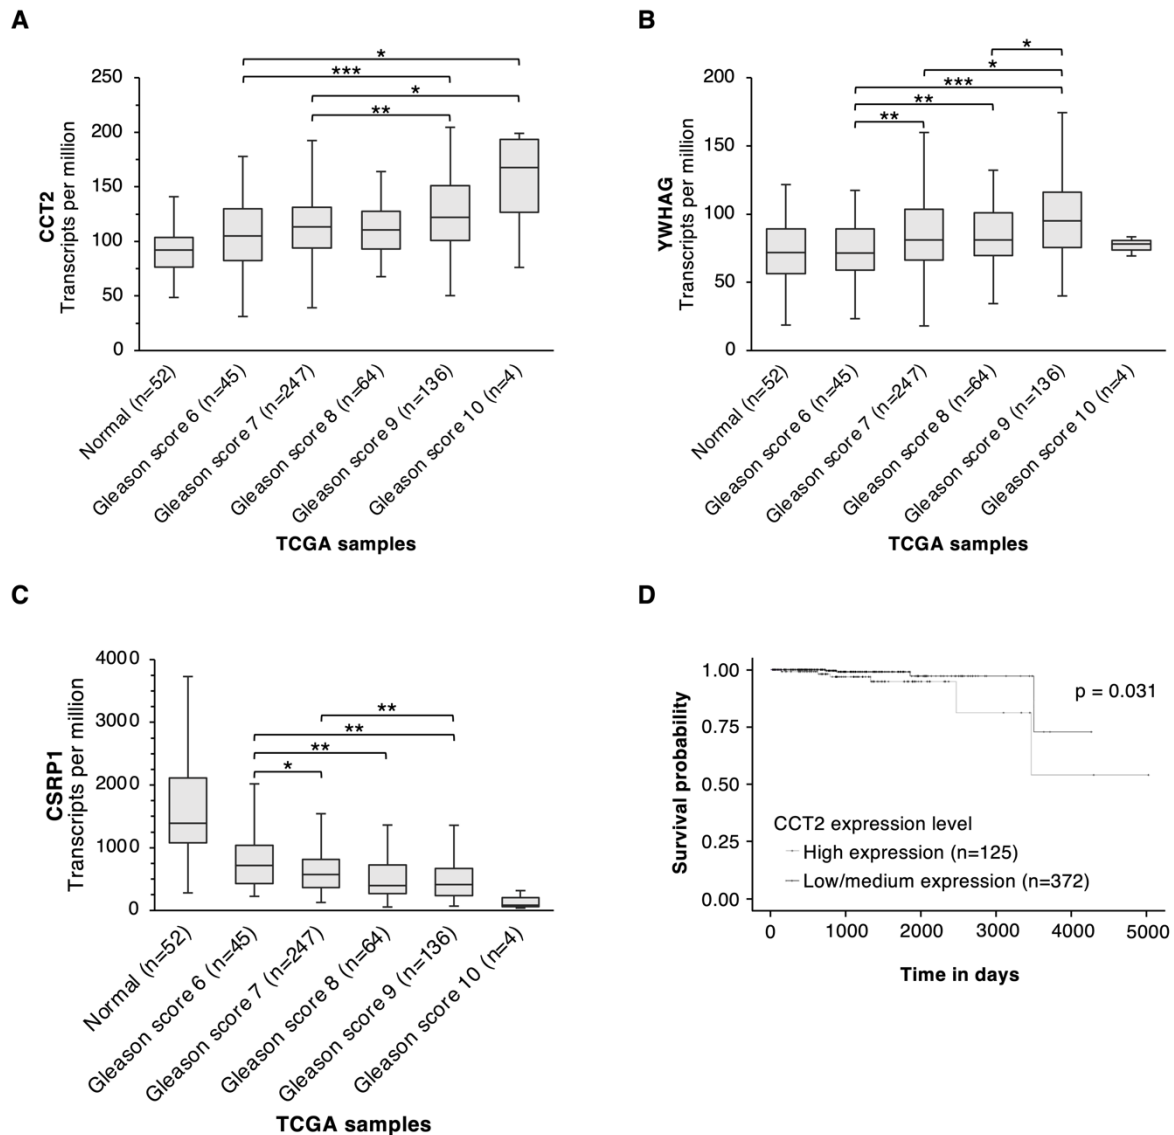 A
CCT2
Transcripts per million
250
200
150
100
50
0
*
***
*
**
Normal (n=52)
Gleason score 6 (n=45)
Gleason score 7 (n=247)
Gleason score 8 (n=64)
Gleason score 9 (n=136)
Gleason score 10 (n=4)
TCGA samples
B
YWHAG
Transcripts per million
200
150
100
50
0
*
*
***
**
**
Normal (n=52)
Gleason score 6 (n=45)
Gleason score 7 (n=247)
Gleason score 8 (n=64)
Gleason score 9 (n=136)
Gleason score 10 (n=4)
TCGA samples
C
CSRP1
Transcripts per million
4000
3000
2000
1000
0
**
**
**
*
Normal (n=52)
Gleason score 6 (n=45)
Gleason score 7 (n=247)
Gleason score 8 (n=64)
Gleason score 9 (n=136)
Gleason score 10 (n=4)
TCGA samples
D
Survival probability
1.00
0.75
0.50
0.25
0.00
p = 0.031
CCT2 expression level
High expression (n=125)
Low/medium expression (n=372)
0 1000 2000 3000 4000 5000
Time in days